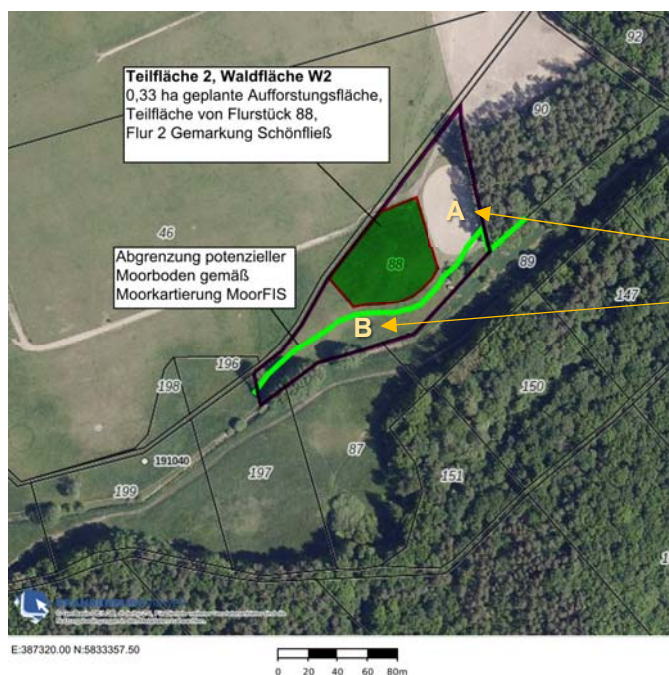 Teilfläche 2, Waldfläche W2
0,33 ha geplante Aufforstungsfläche,
Teilfläche von Flurstück 88,
Flur 2 Gemarkung Schönfließ
92
90
46
A
88
89
Abgrenzung potenzieller
Moorboden gemäß
Moorkartierung MoorFIS
147
B
196
198
150
87
191040
197
151
199
E:387320.00 N:5833357.50
0 20 40 60 80m